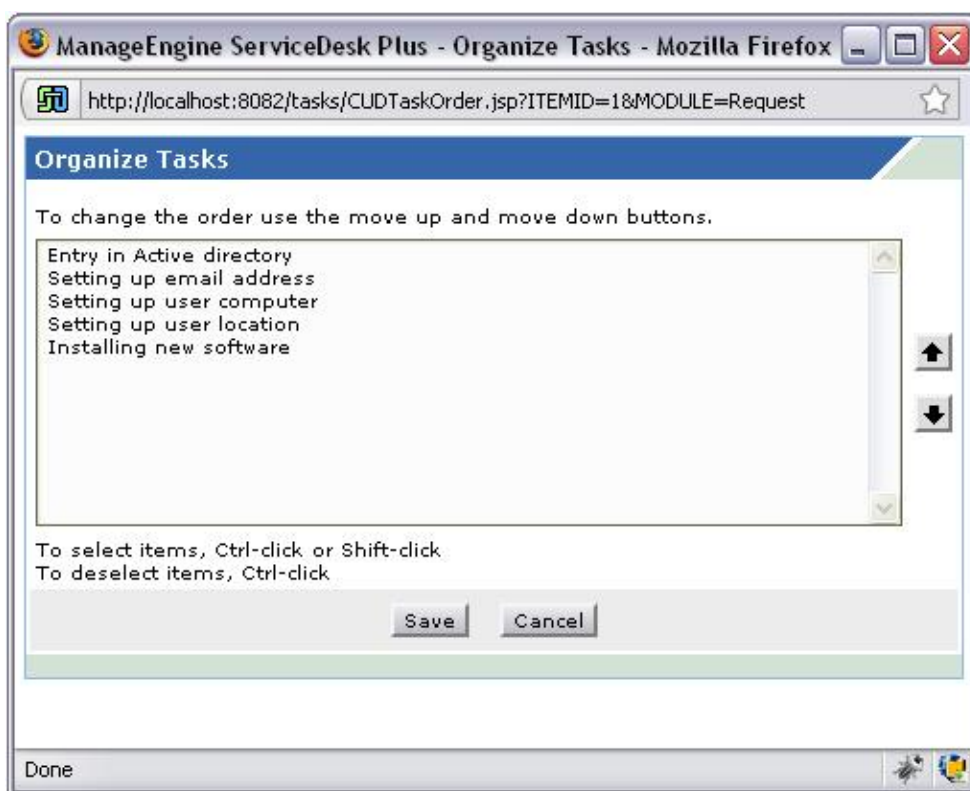 ManageEngine ServiceDesk Plus - Organize Tasks - Mozilla Firefox
http://localhost:8082/tasks/CUDTaskOrder.jsp?ITEMID=1&MODULE=Request
Organize Tasks
To change the order use the move up and move down buttons.
Entry in Active directory
Setting up email address
Setting up user computer
Setting up user location
Installing new software
To select items, Ctrl-click or Shift-click
To deselect items, Ctrl-click
Save Cancel
Done